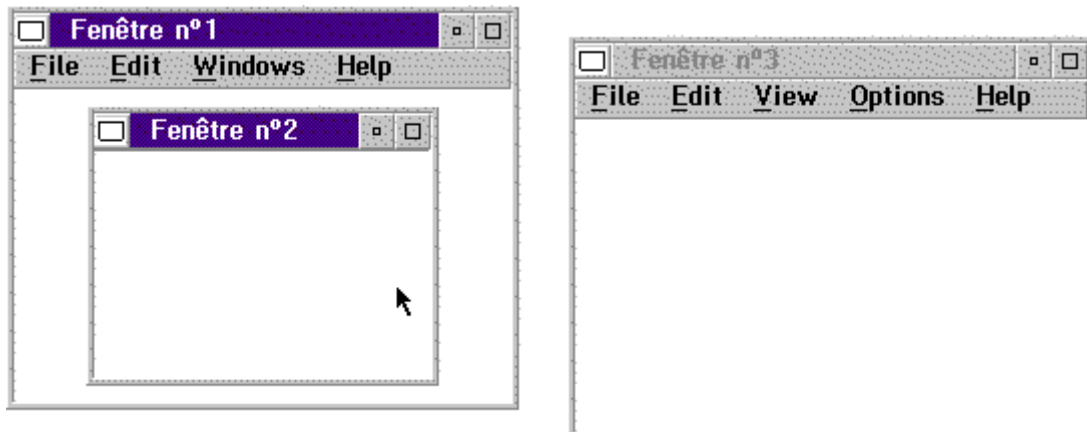 Fenêtre nº1
File Edit Windows Help
Fenêtre nº2
Fenêtre nº3
File Edit View Options Help